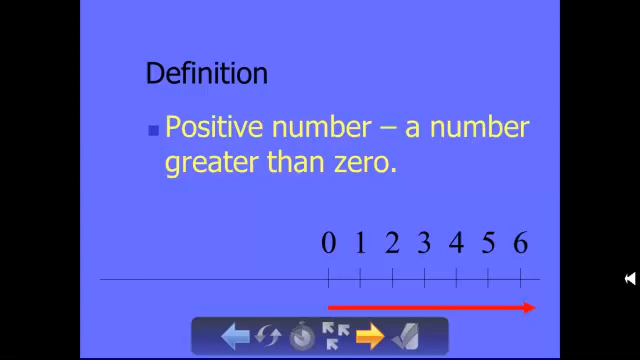 Definition
Positive number – a number
greater than zero.
0 1 2 3 4 5 6